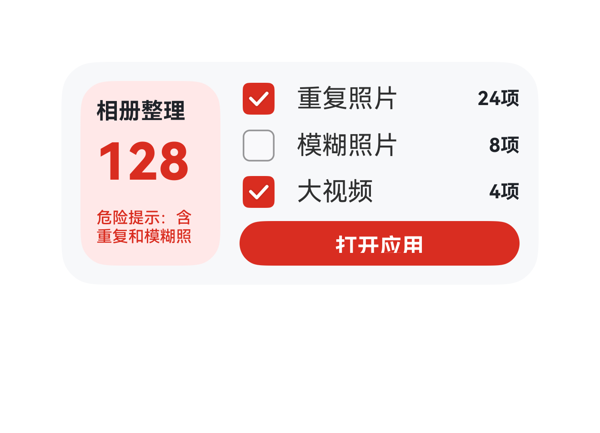 相册整理
128
危险提示：含
重复和模糊照
重复照片 24项
模糊照片 8项
大视频 4项
打开应用